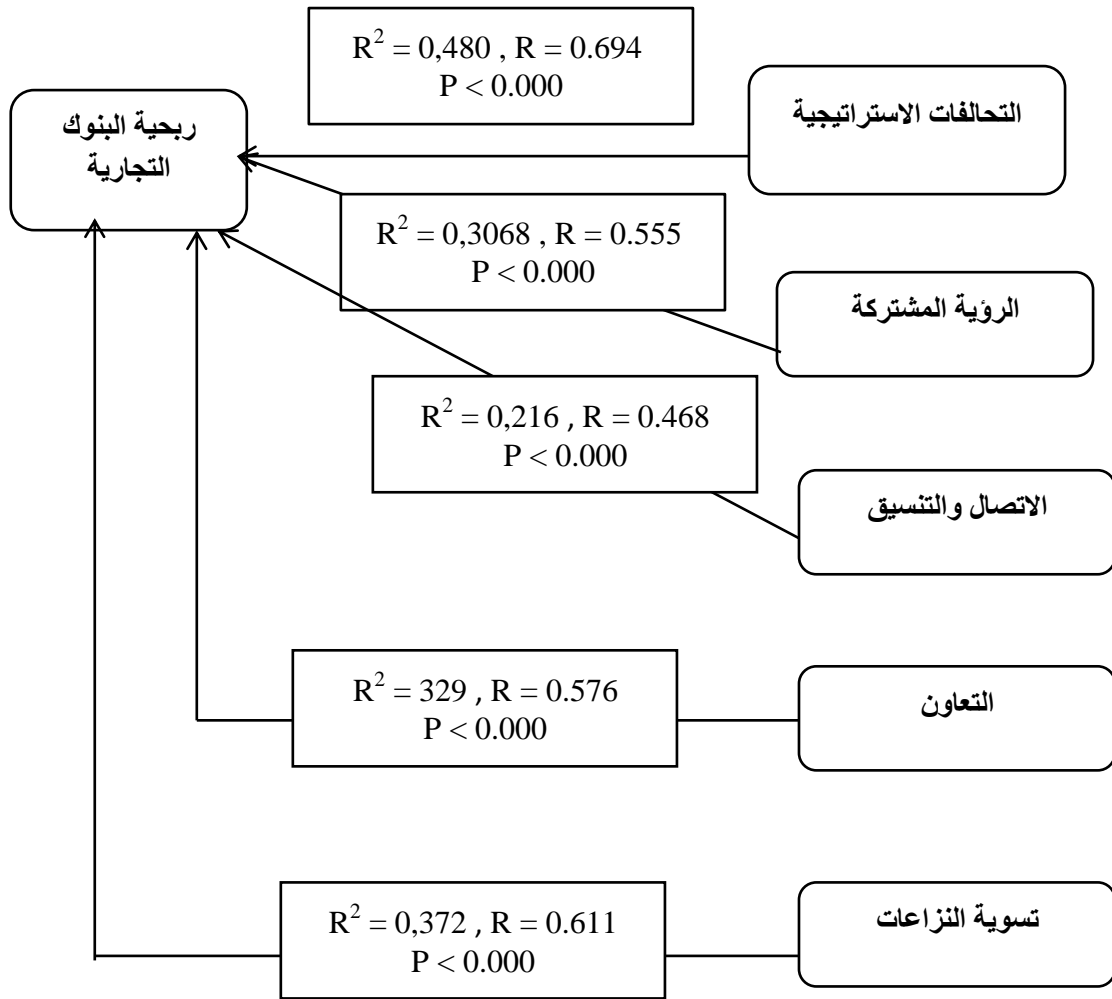 R² = 0,480 , R = 0.694
P < 0.000
التحالفات الاستراتيجية
ربحية البنوك
التجارية
R² = 0,3068 , R = 0.555
P < 0.000
الرؤية المشتركة
R² = 0,216 , R = 0.468
P < 0.000
الاتصال والتنسيق
R² = 329 , R = 0.576
P < 0.000
التعاون
R² = 0,372 , R = 0.611
P < 0.000
تسوية النزاعات